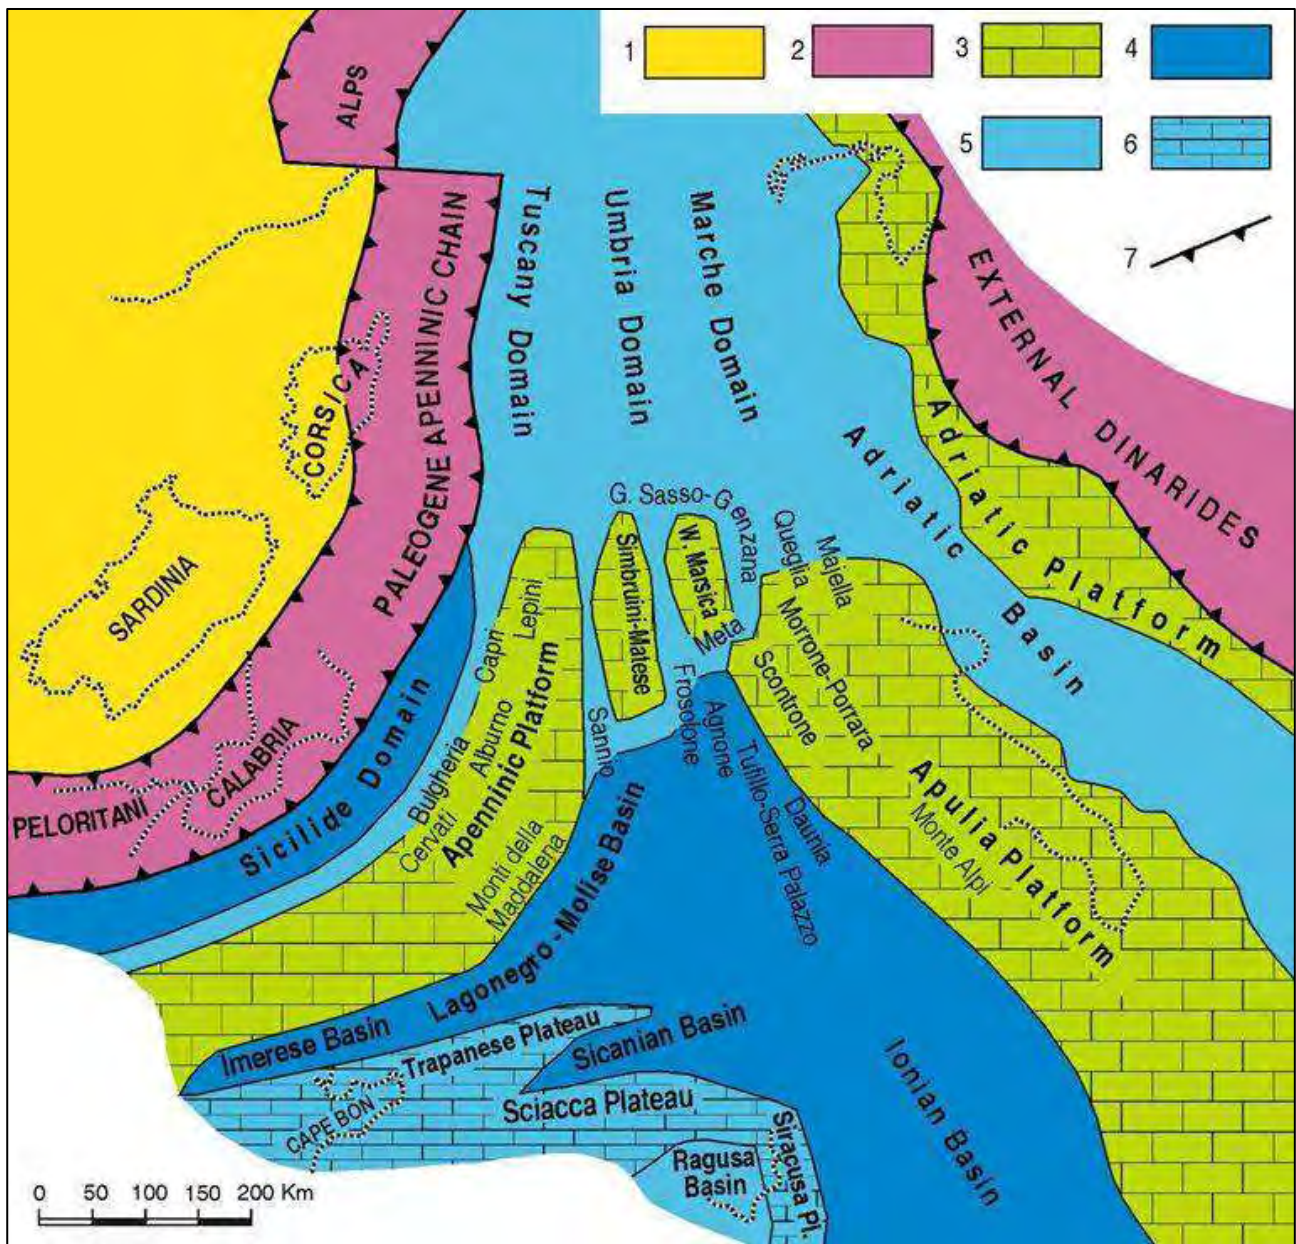 1
2
3
4
5
6
7
ALPS
PALEOGENE APENNINIC CHAIN
Tuscany Domain
Umbria Domain
Marche Domain
EXTERNAL DINARIDES
CORSICA
SARDINIA
Adriatic Platform
Adriatic Basin
G. Sasso-Genzana
Queglia
Majella
Simbruini-Matese
W. Marsica
Meta
Morrone-Porrara
Scontrone
Lepini
Capri
Apenninic Platform
Alburno
Bulgheria
Cervati
Monti della
Maddalena
Sannio
Frosolone
Agnone
Tufillo-Serra Palazzo
Daunia
Apulia Platform
Monte Alpi
PELORITANI
CALABRIA
Sicilide Domain
Lagonegro-Molise Basin
Imerese Basin
Trapanese Plateau
Sicanian Basin
Ionian Basin
CAPE BON
Sciacca Plateau
Siracusa Pl.
Ragusa
Basin
0 50 100 150 200 Km